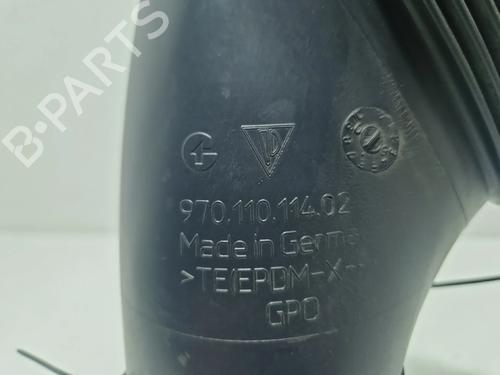 B-PARTS
970.110.114.02
Made in Germa
>TE(EPDM-X
GPO